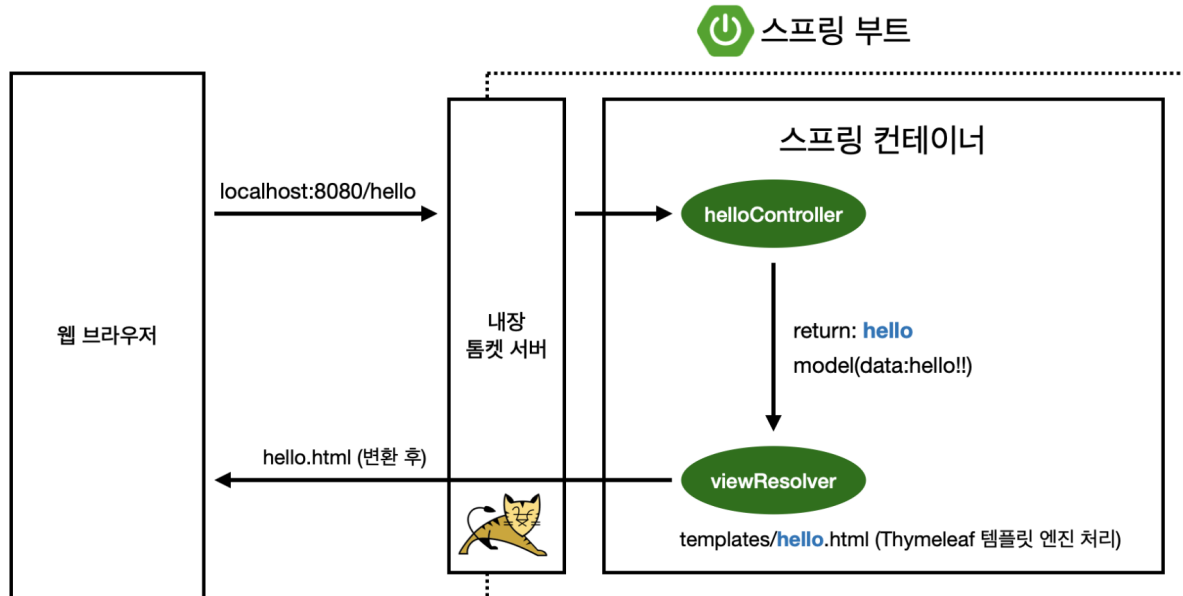 스프링 부트
스프링 컨테이너
localhost:8080/hello
helloController
웹 브라우저
내장
톰켓 서버
return: hello
model(data:hello!!)
hello.html (변환 후)
viewResolver
templates/hello.html (Thymeleaf 템플릿 엔진 처리)